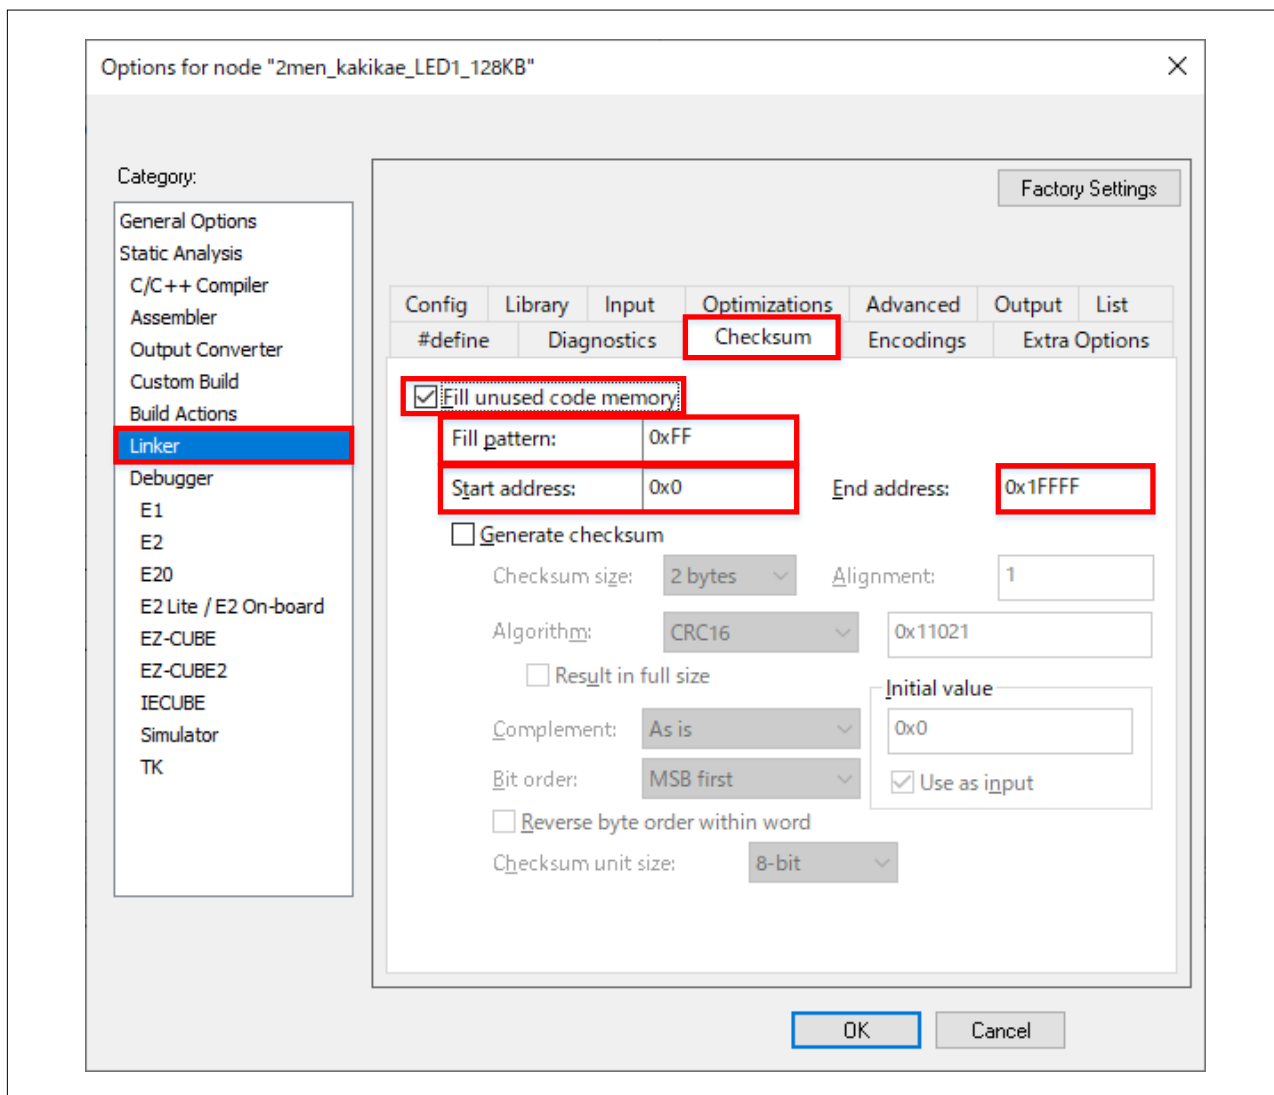 Options for node "2men_kakikae_LED1_128KB"
Category:
General Options
Static Analysis
C/C++ Compiler
Assembler
Output Converter
Custom Build
Build Actions
Linker
Debugger
E1
E2
E20
E2 Lite / E2 On-board
EZ-CUBE
EZ-CUBE2
IECUBE
Simulator
TK
Factory Settings
Config Library Input Optimizations Advanced Output List
#define Diagnostics Checksum Encodings Extra Options
Fill unused code memory
Fill pattern: 0xFF
Start address: 0x0 End address: 0x1FFFF
Generate checksum
Checksum size: 2 bytes Alignment: 1
Algorithm: CRC16 0x11021
Result in full size
Initial value
Complement: As is 0x0
Bit order: MSB first Use as input
Reverse byte order within word
Checksum unit size: 8-bit
OK Cancel